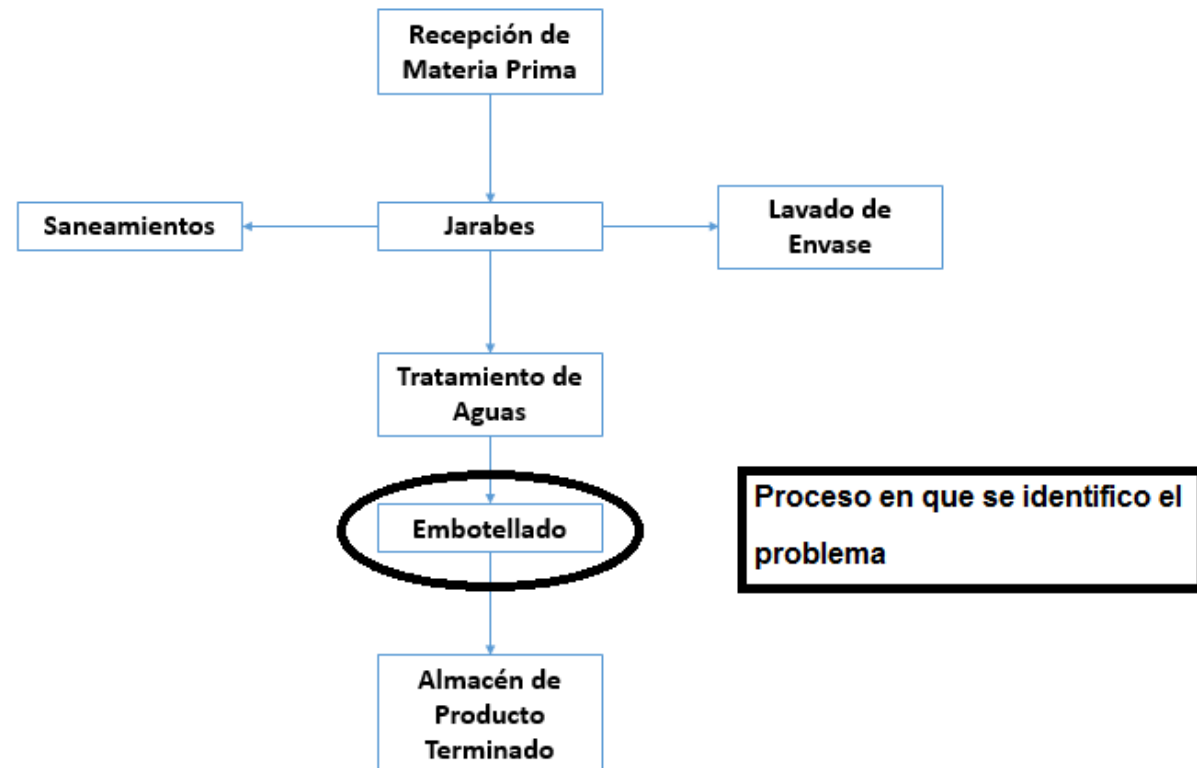 Recepción de
Materia Prima
Saneamientos
Jarabes
Lavado de
Envase
Tratamiento de
Aguas
Embotellado
Proceso en que se identifico el
problema
Almacén de
Producto
Terminado